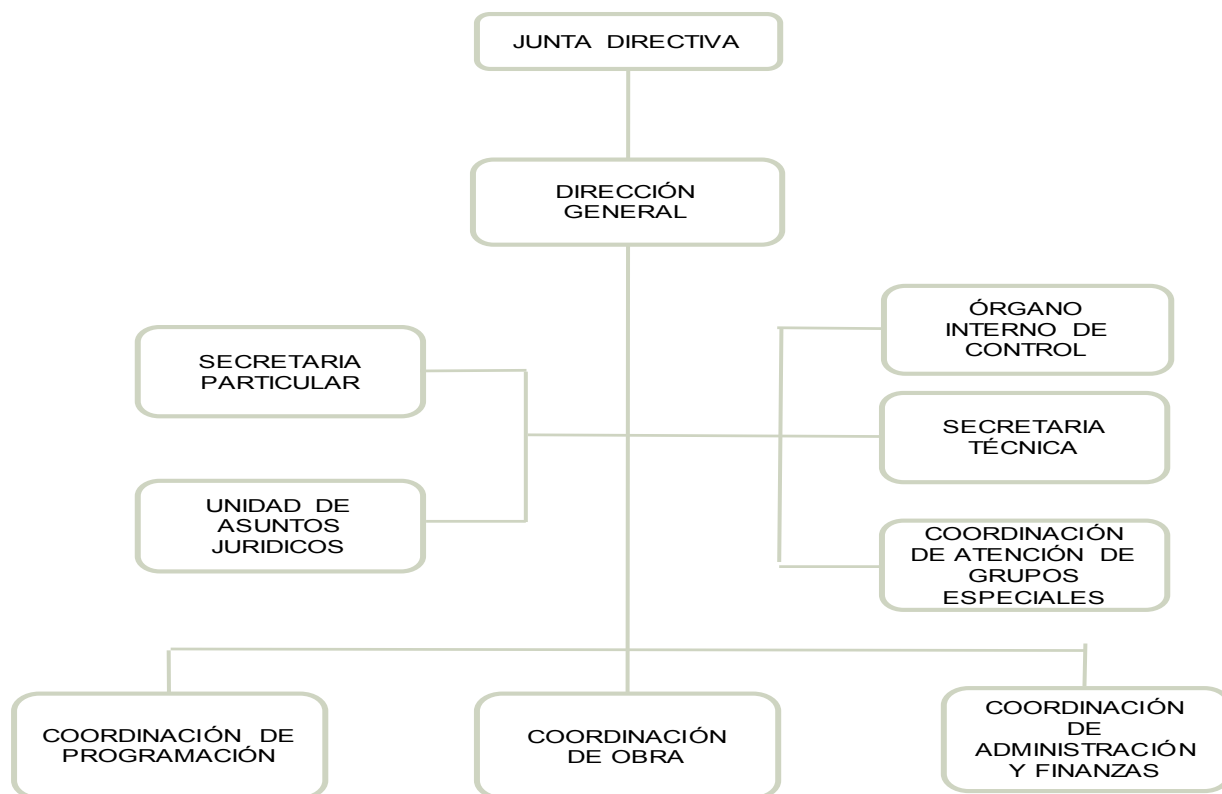 JUNTA DIRECTIVA
DIRECCIÓN
GENERAL
SECRETARIA
PARTICULAR
UNIDAD DE
ASUNTOS
JURIDICOS
ÓRGANO
INTERNO DE
CONTROL
SECRETARIA
TÉCNICA
COORDINACIÓN
DE ATENCIÓN DE
GRUPOS
ESPECIALES
COORDINACIÓN DE
PROGRAMACIÓN
COORDINACIÓN
DE OBRA
COORDINACIÓN
DE
ADMINISTRACIÓN
Y FINANZAS